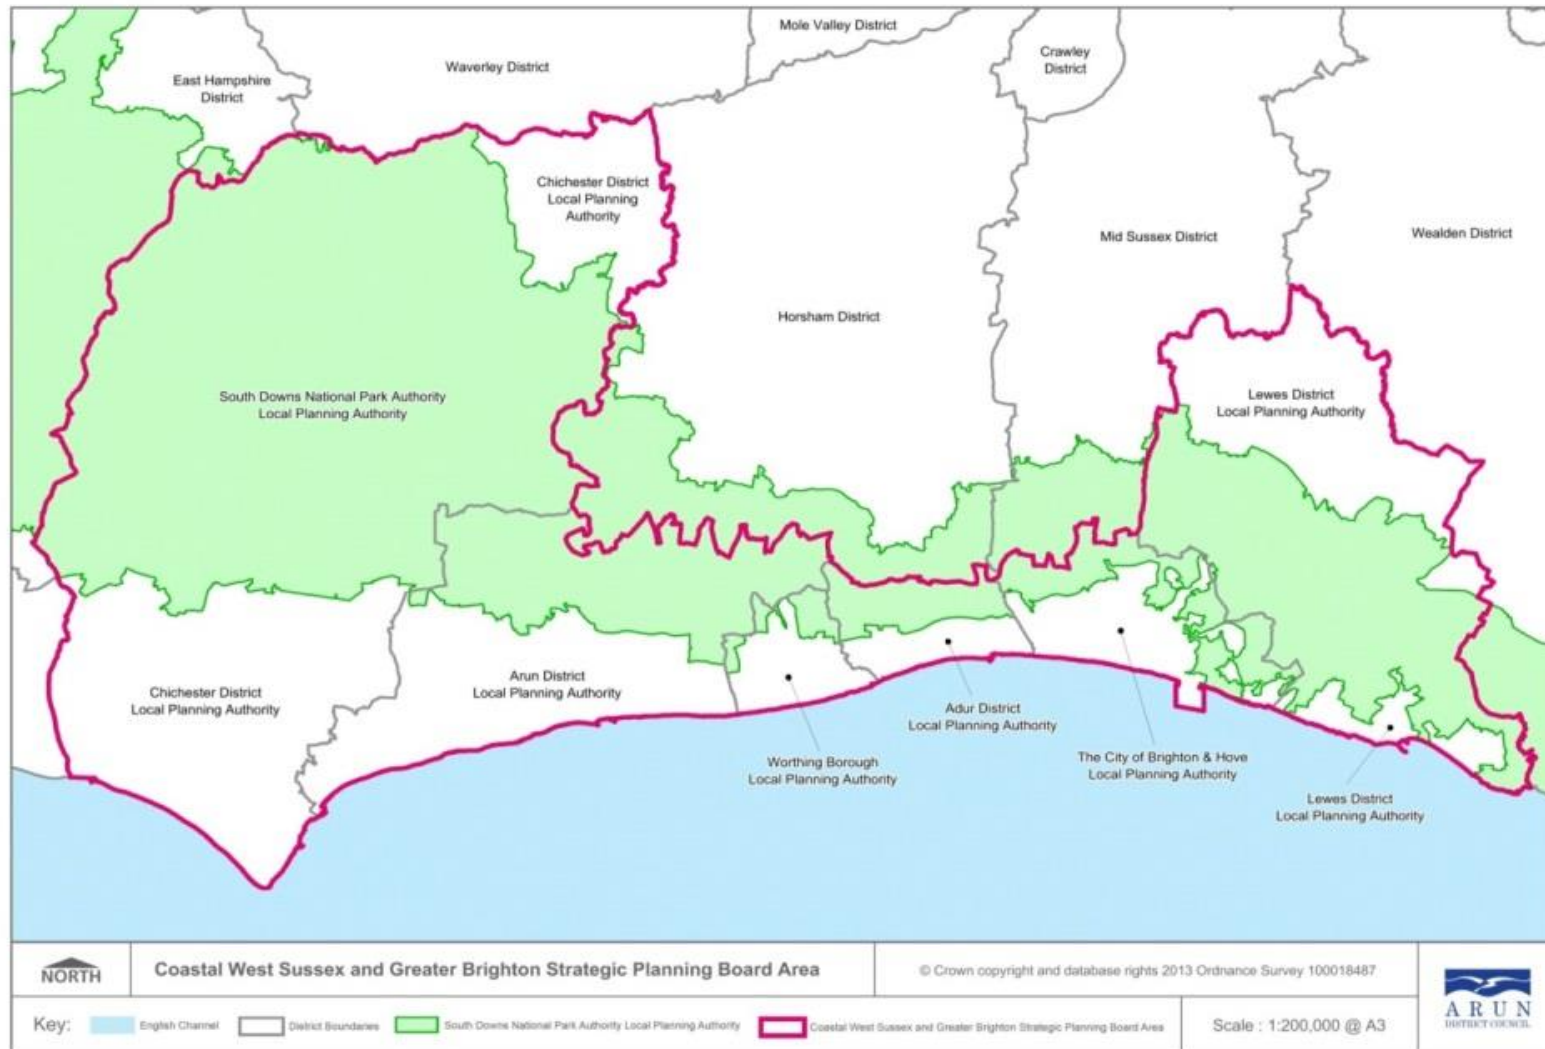 Mole Valley District
Crawley
District
Waverley District
East Hampshire
District
Chichester District
Local Planning
Authority
Mid Sussex District
Wealden District
Horsham District
South Downs National Park Authority
Local Planning Authority
Lewes District
Local Planning Authority
Chichester District
Local Planning Authority
Arun District
Local Planning Authority
Adur District
Local Planning Authority
Worthing Borough
Local Planning Authority
The City of Brighton & Hove
Local Planning Authority
Lewes District
Local Planning Authority
NORTH
Coastal West Sussex and Greater Brighton Strategic Planning Board Area
© Crown copyright and database rights 2013 Ordnance Survey 100018487
Key:
English Channel
District Boundaries
South Downs National Park Authority Local Planning Authority
Coastal West Sussex and Greater Brighton Strategic Planning Board Area
Scale : 1:200,000 @ A3
ARUN
DISTRICT COUNCIL